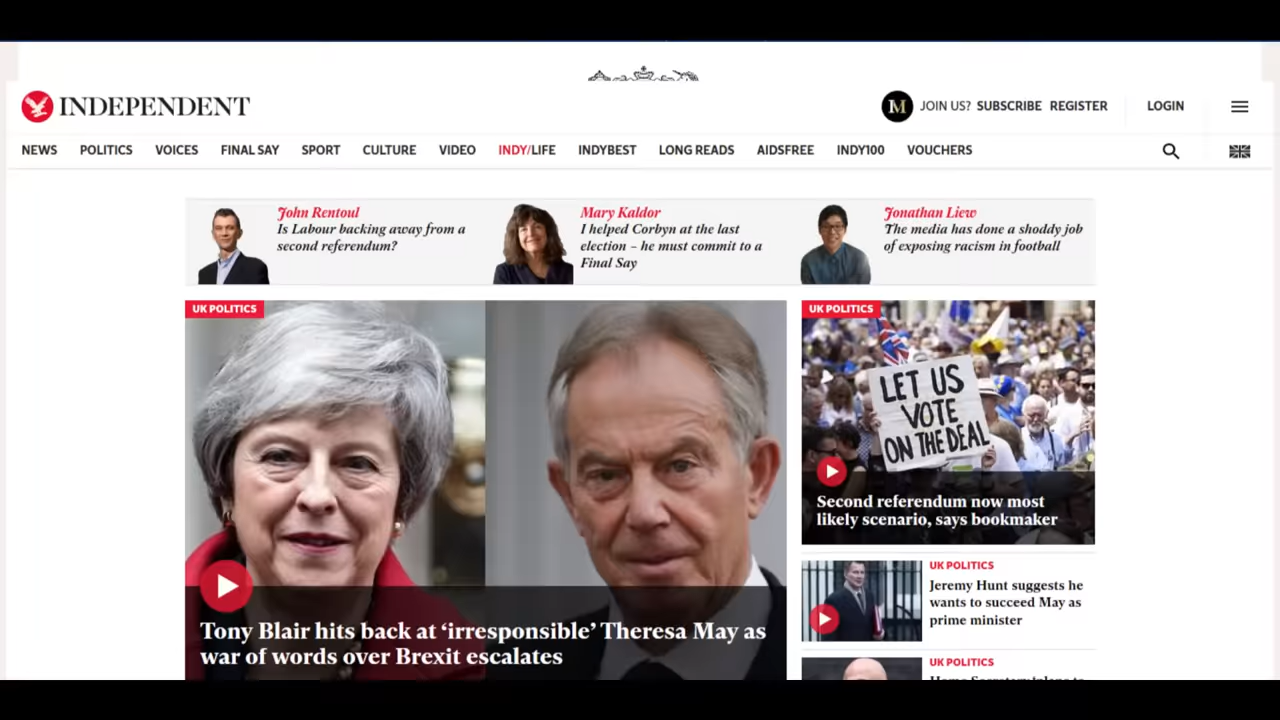 INDEPENDENT
M JOIN US? SUBSCRIBE REGISTER LOGIN
NEWS POLITICS VOICES FINAL SAY SPORT CULTURE VIDEO INDY/LIFE INDYBEST LONG READS AIDSFREE INDY100 VOUCHERS
John Rentoul
Is Labour backing away from a
second referendum?
Mary Kaldor
I helped Corbyn at the last
election – he must commit to a
Final Say
Jonathan Liew
The media has done a shoddy job
of exposing racism in football
UK POLITICS
Tony Blair hits back at ‘irresponsible’ Theresa May as
war of words over Brexit escalates
UK POLITICS
LET US
VOTE
ON THE DEAL
Second referendum now most
likely scenario, says bookmaker
UK POLITICS
Jeremy Hunt suggests he
wants to succeed May as
prime minister
UK POLITICS